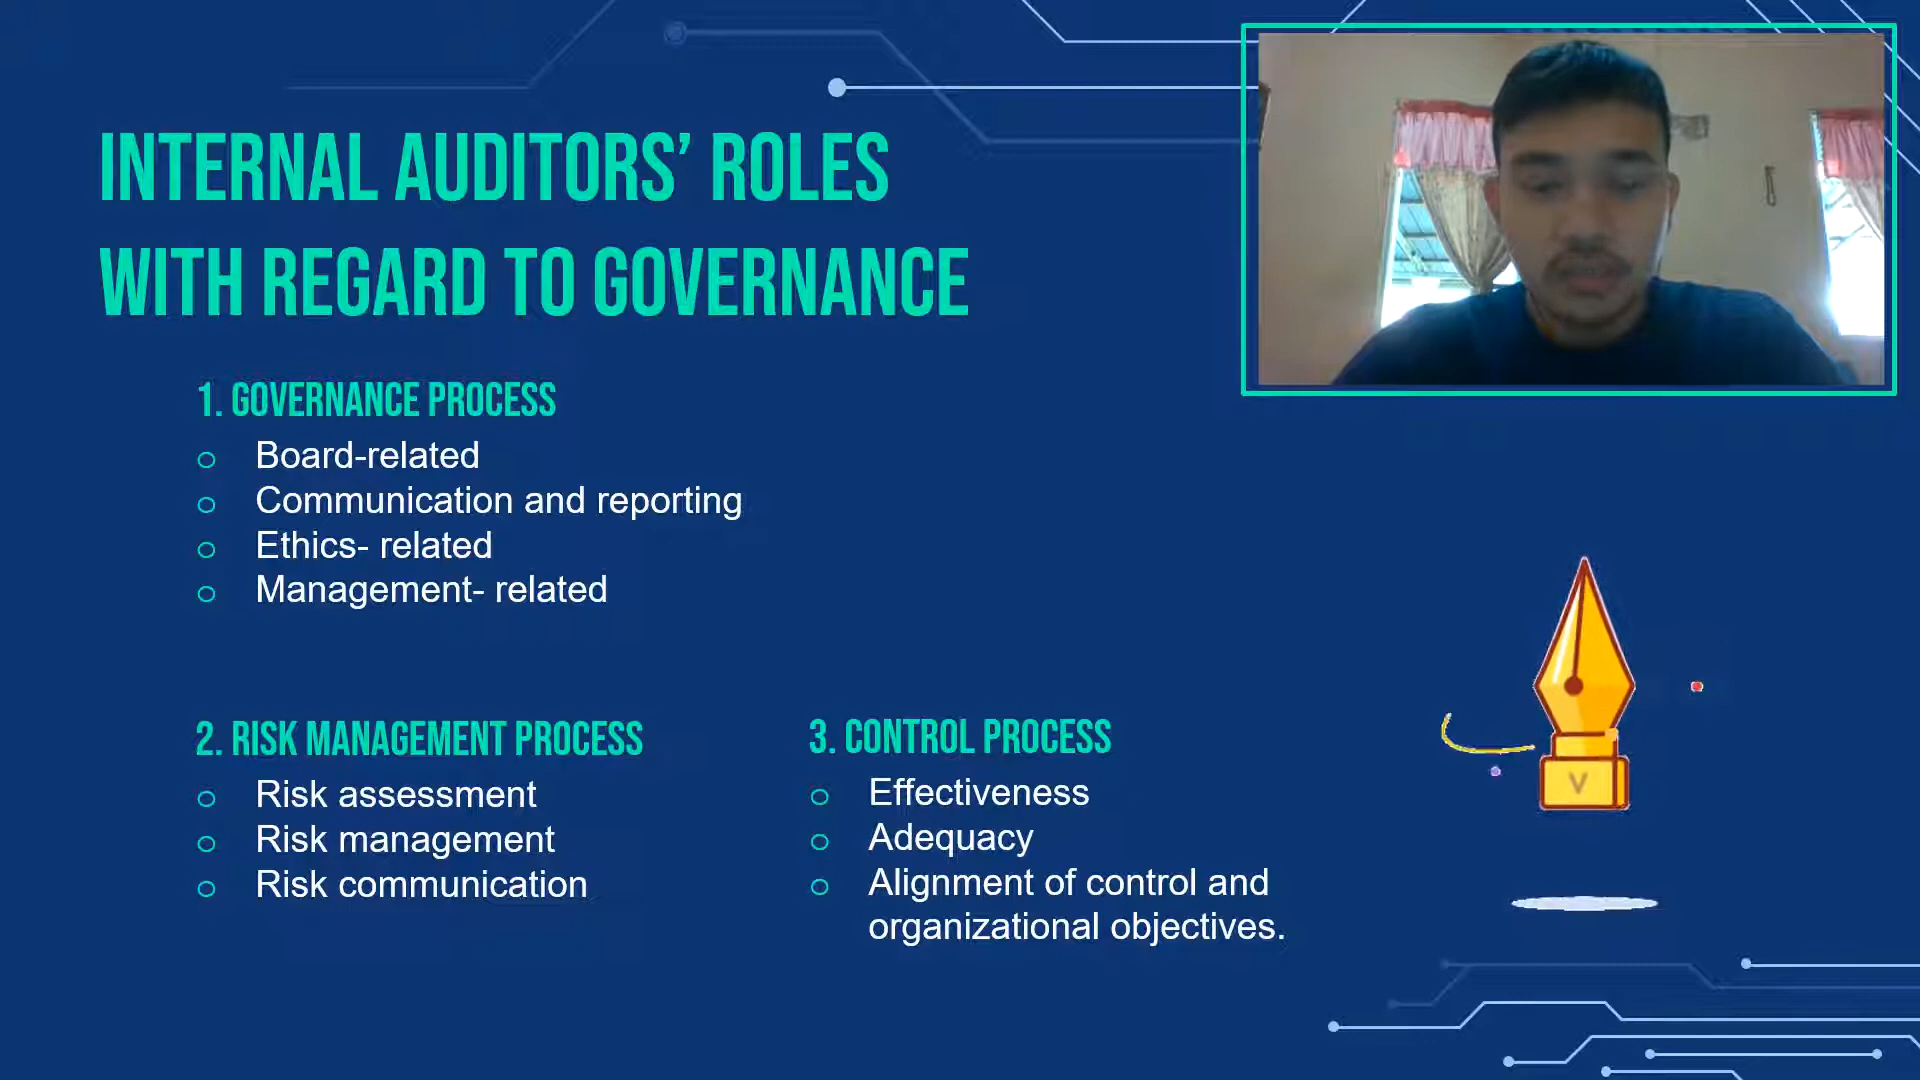 INTERNAL AUDITORS’ ROLES
WITH REGARD TO GOVERNANCE
1. GOVERNANCE PROCESS
Board-related
Communication and reporting
Ethics- related
Management- related
2. RISK MANAGEMENT PROCESS
Risk assessment
Risk management
Risk communication
3. CONTROL PROCESS
Effectiveness
Adequacy
Alignment of control and
organizational objectives.
V